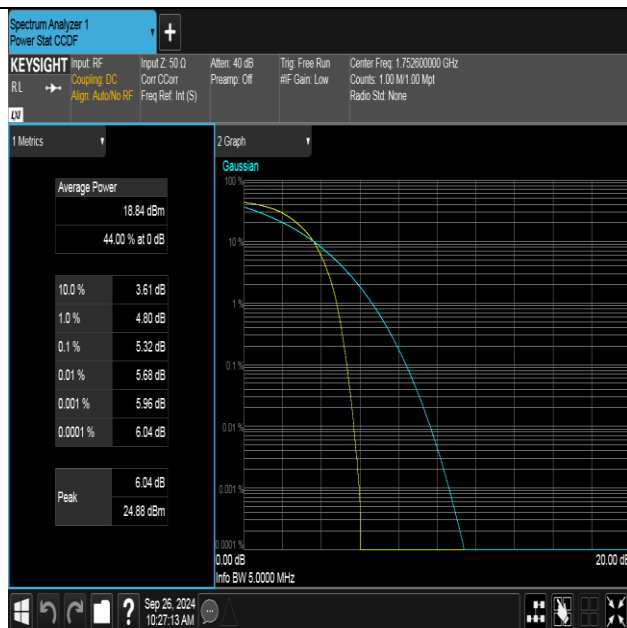 Spectrum Analyzer 1
Power Stat CCDF
+
KEYSIGHT
RL
LXI
Input: RF
Coupling: DC
Align: Auto/No RF
Input Z: 50 Ω
Corr CCorr
Freq Ref: Int (S)
Atten: 40 dB
Preamp: Off
Trig: Free Run
#IF Gain: Low
Center Freq: 1.752600000 GHz
Counts: 1.00 M/1.00 Mpt
Radio Std: None
1 Metrics
Average Power
18.84 dBm
44.00 % at 0 dB
10.0 % 3.61 dB
1.0 % 4.80 dB
0.1 % 5.32 dB
0.01 % 5.68 dB
0.001 % 5.96 dB
0.0001 % 6.04 dB
Peak
6.04 dB
24.88 dBm
2 Graph
Gaussian
100 %
10 %
1 %
0.1 %
0.01 %
0.001 %
0.0001 %
0.00 dB
20.00 dB
Info BW 5.0000 MHz
?
Sep 26, 2024
10:27:13 AM